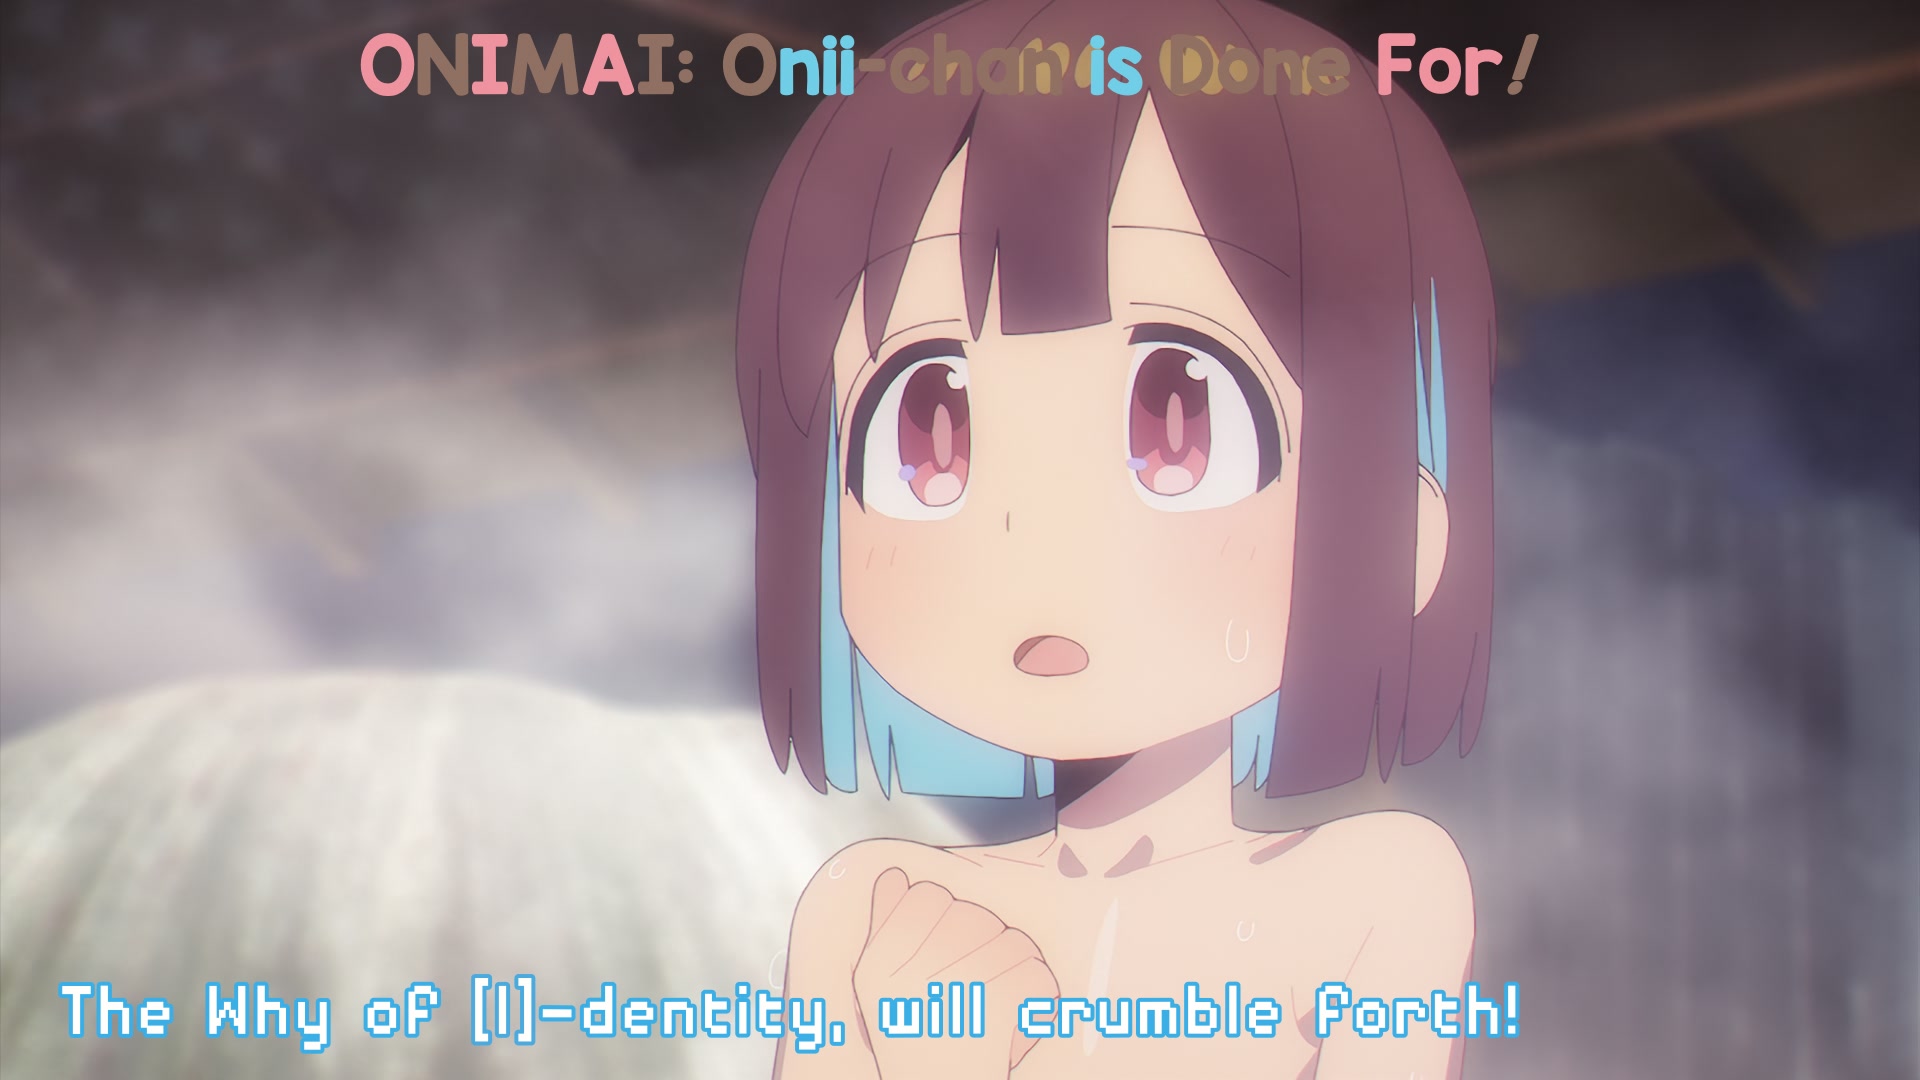 ONIMAI: Onii-chan is Done For!
The Why of [I]-dentity, will crumble forth!